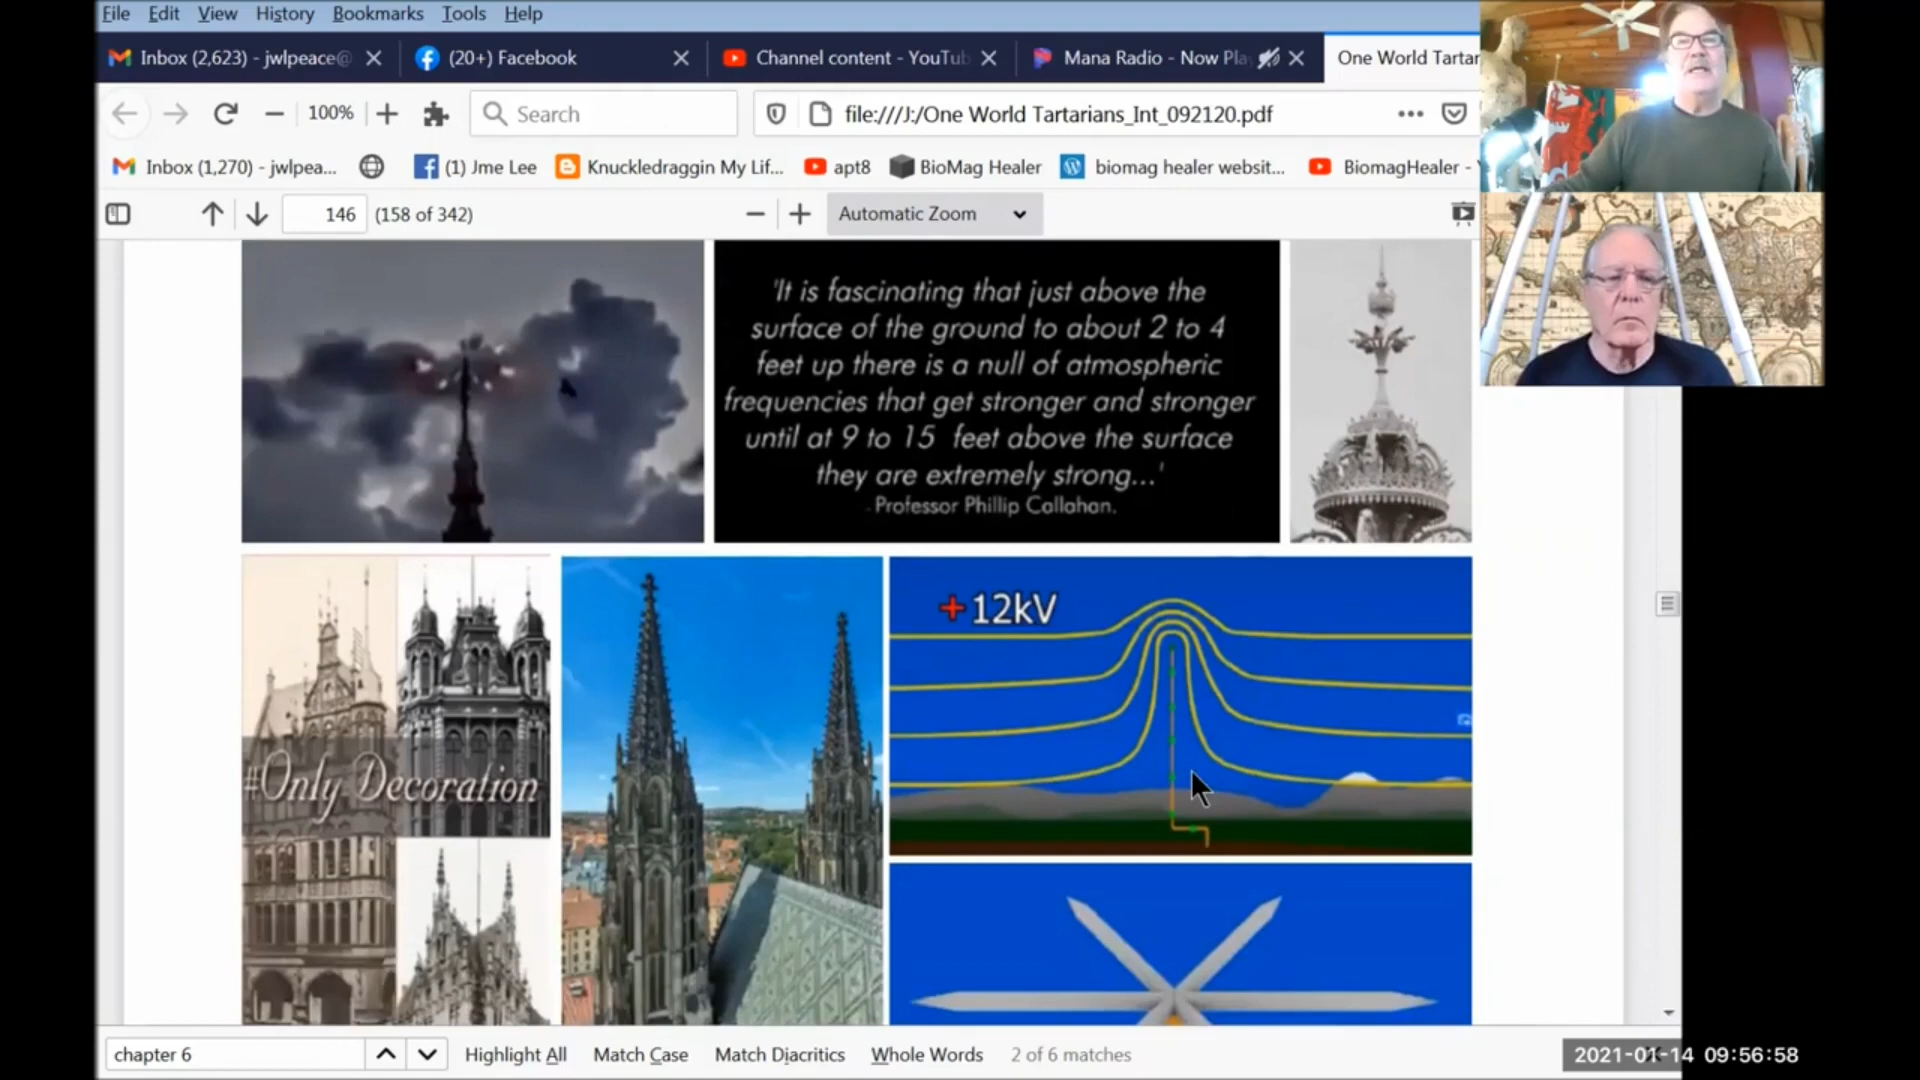 File Edit View History Bookmarks Tools Help
Inbox (2,623) - jwlpeace@
(20+) Facebook
Channel content - YouTub
Mana Radio - Now Pla
One World Tartar
100%
Search
file:///J:/One World Tartarians_Int_092120.pdf
Inbox (1,270) - jwlpea...
(1) Jme Lee
Knuckledraggin My Lif...
apt8
BioMag Healer
biomag healer websit...
BiomagHealer -
146 (158 of 342)
Automatic Zoom
'It is fascinating that just above the
surface of the ground to about 2 to 4
feet up there is a null of atmospheric
frequencies that get stronger and stronger
until at 9 to 15 feet above the surface
they are extremely strong...'
- Professor Phillip Callahan.
#Only Decoration
+12kV
chapter 6
Highlight All
Match Case
Match Diacritics
Whole Words
2 of 6 matches
2021-01-14 09:56:58